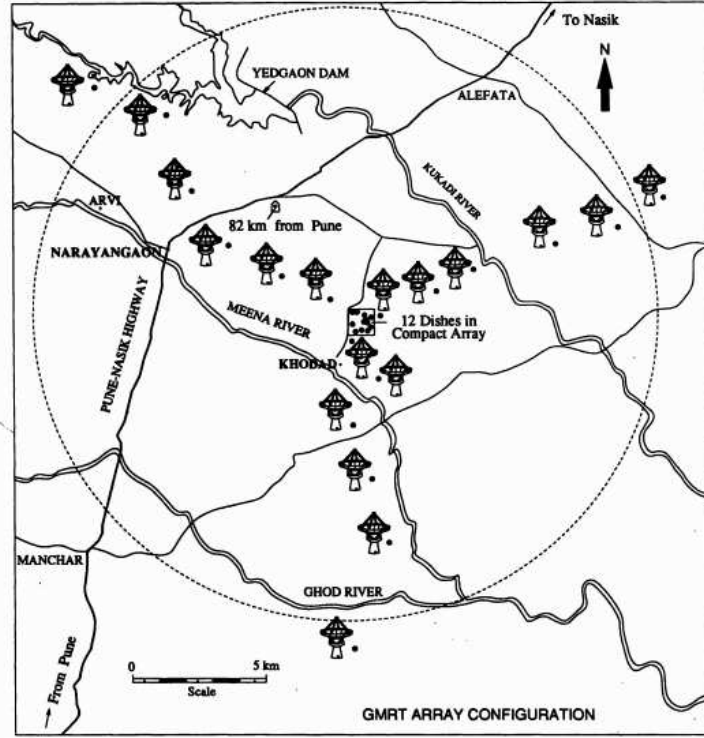 To Nasik
N
YEDGAON DAM
ALEFATA
KUKADI RIVER
ARVI
82 km from Pune
NARAYANGAON
MEENA RIVER
12 Dishes in
Compact Array
PUNE-NASIK HIGHWAY
KHODAD
MANCHAR
GHOD RIVER
From Pune
0 5 km
Scale
GMRT ARRAY CONFIGURATION